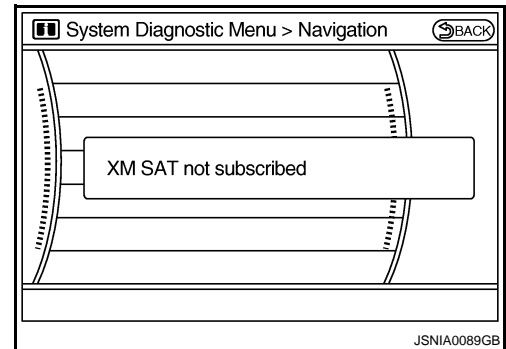 System Diagnostic Menu > Navigation BACK
XM SAT not subscribed
JSNIA0089GB